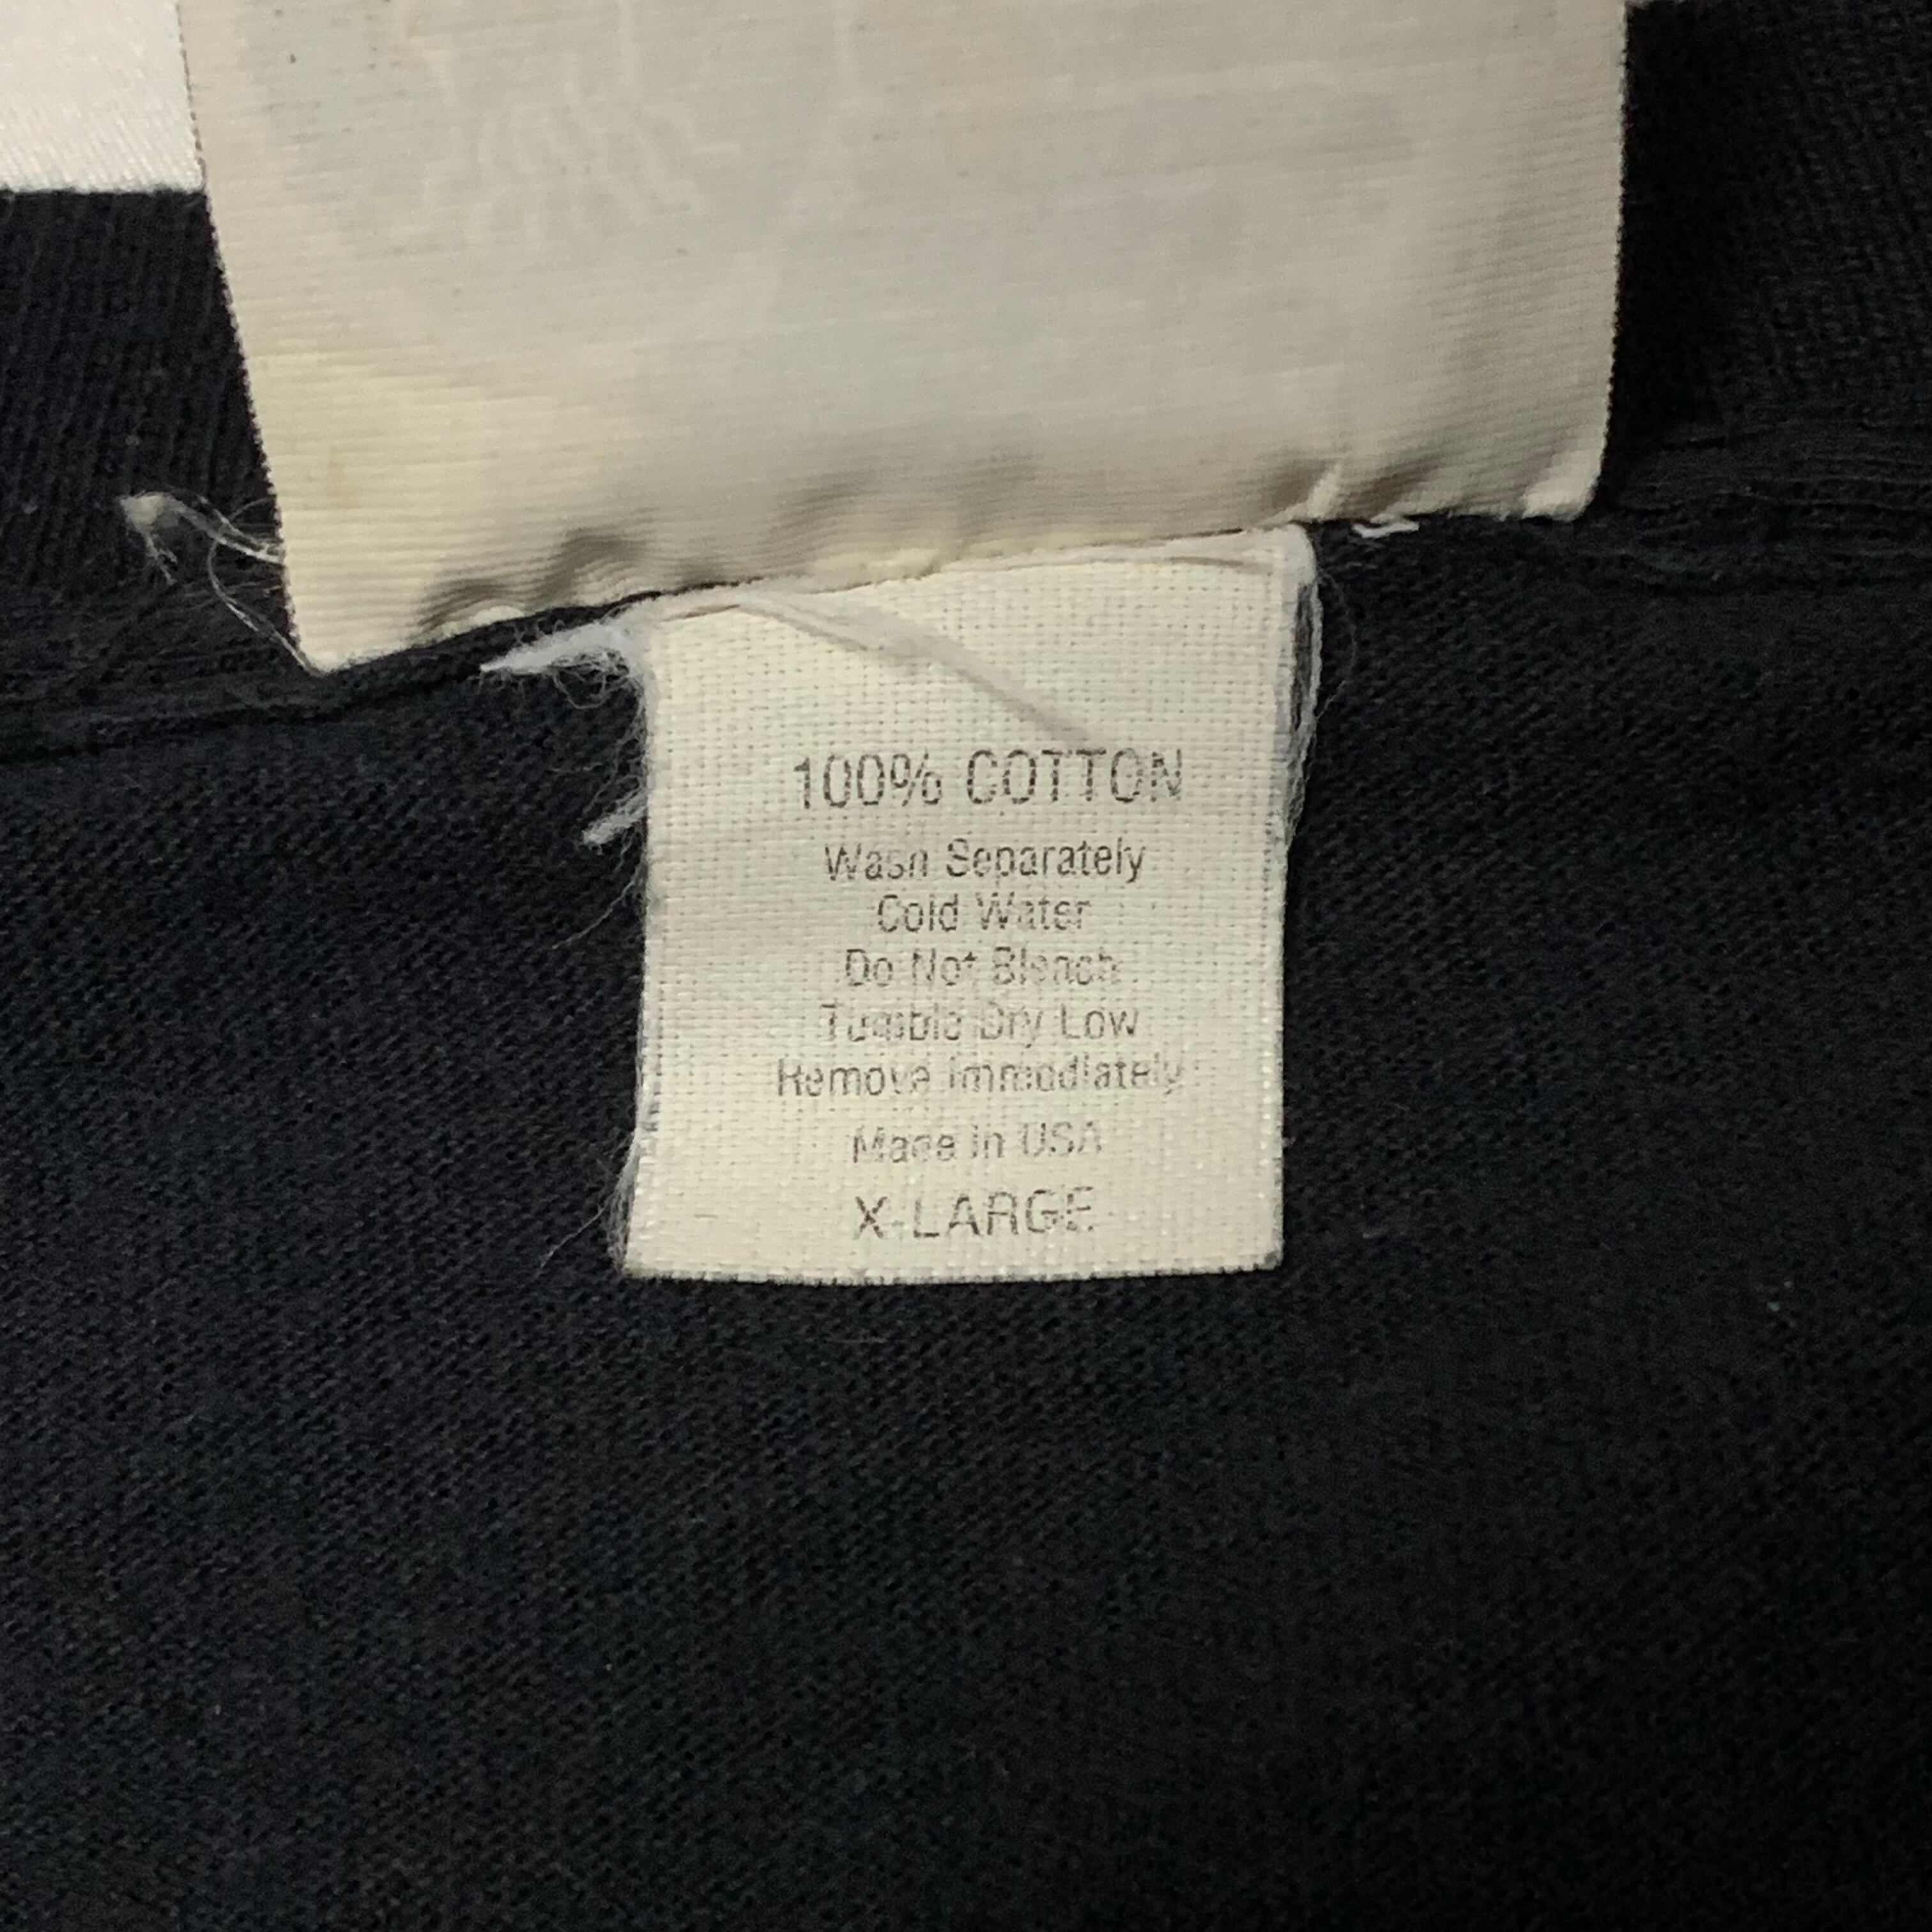 100% COTTON
Wash Separately
Cold Water
Do Not Bleach
Tumble Dry Low
Remove Immediately
Made in USA
X-LARGE